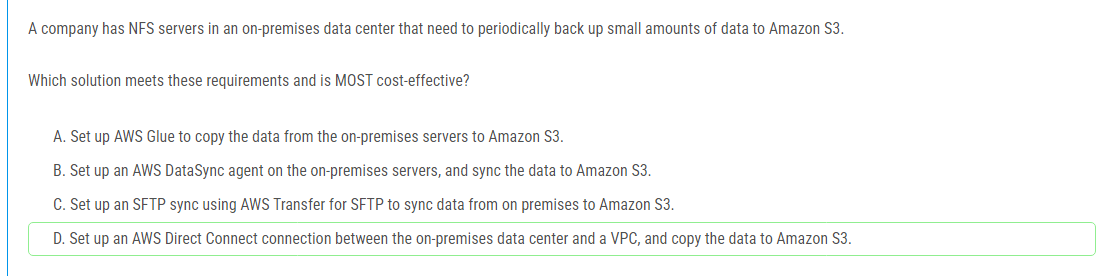 A company has NFS servers in an on-premises data center that need to periodically back up small amounts of data to Amazon S3.
Which solution meets these requirements and is MOST cost-effective?
A. Set up AWS Glue to copy the data from the on-premises servers to Amazon S3.
B. Set up an AWS DataSync agent on the on-premises servers, and sync the data to Amazon S3.
C. Set up an SFTP sync using AWS Transfer for SFTP to sync data from on premises to Amazon S3.
D. Set up an AWS Direct Connect connection between the on-premises data center and a VPC, and copy the data to Amazon S3.